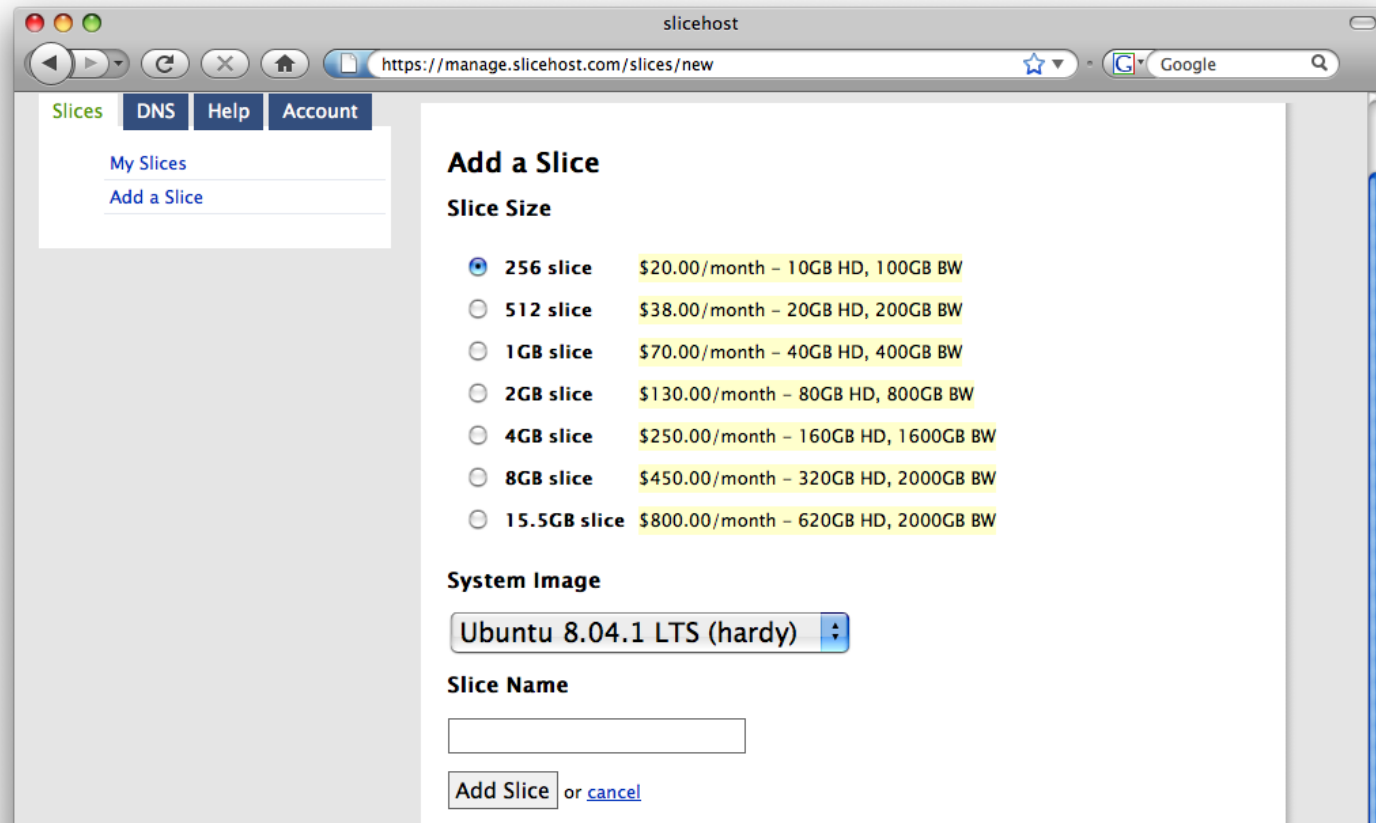 slicehost
https://manage.slicehost.com/slices/new
Google
Slices DNS Help Account
My Slices
Add a Slice
Add a Slice
Slice Size
256 slice $20.00/month – 10GB HD, 100GB BW
512 slice $38.00/month – 20GB HD, 200GB BW
1GB slice $70.00/month – 40GB HD, 400GB BW
2GB slice $130.00/month – 80GB HD, 800GB BW
4GB slice $250.00/month – 160GB HD, 1600GB BW
8GB slice $450.00/month – 320GB HD, 2000GB BW
15.5GB slice $800.00/month – 620GB HD, 2000GB BW
System Image
Ubuntu 8.04.1 LTS (hardy)
Slice Name
Add Slice or cancel